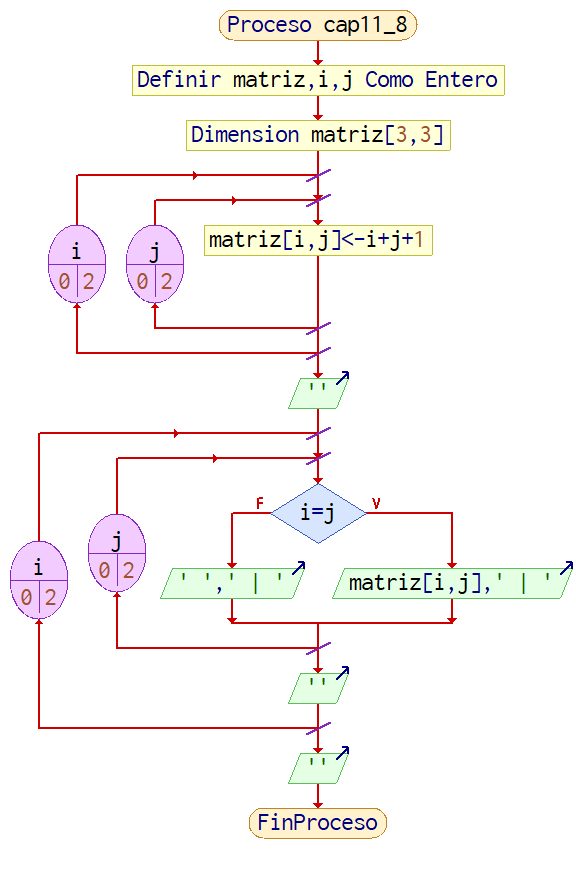 Proceso cap11_8
Definir matriz,i,j Como Entero
Dimension matriz[3,3]
i
0 2
j
0 2
matriz[i,j]<-i+j+1
''
i=j
F
V
j
0 2
i
0 2
' ',' | '
matriz[i,j],' | '
''
''
FinProceso